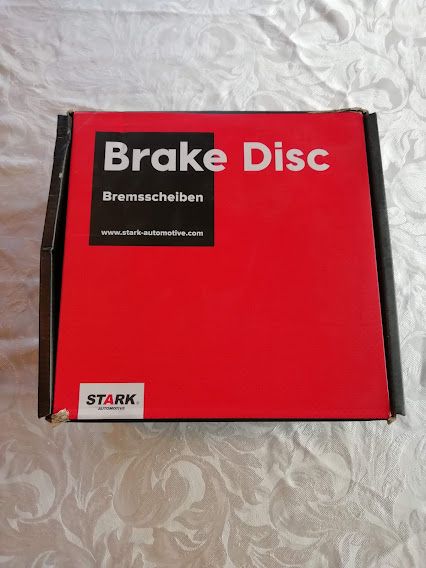 Brake Disc
Bremsscheiben
www.stark-automotive.com
STARK
AUTOMOTIVE